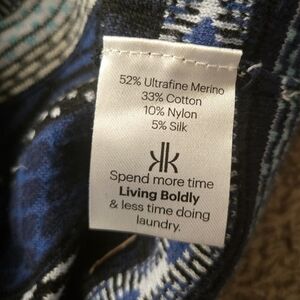 52% Ultrafine Merino
33% Cotton
10% Nylon
5% Silk
Spend more time
Living Boldly
& less time doing
laundry.